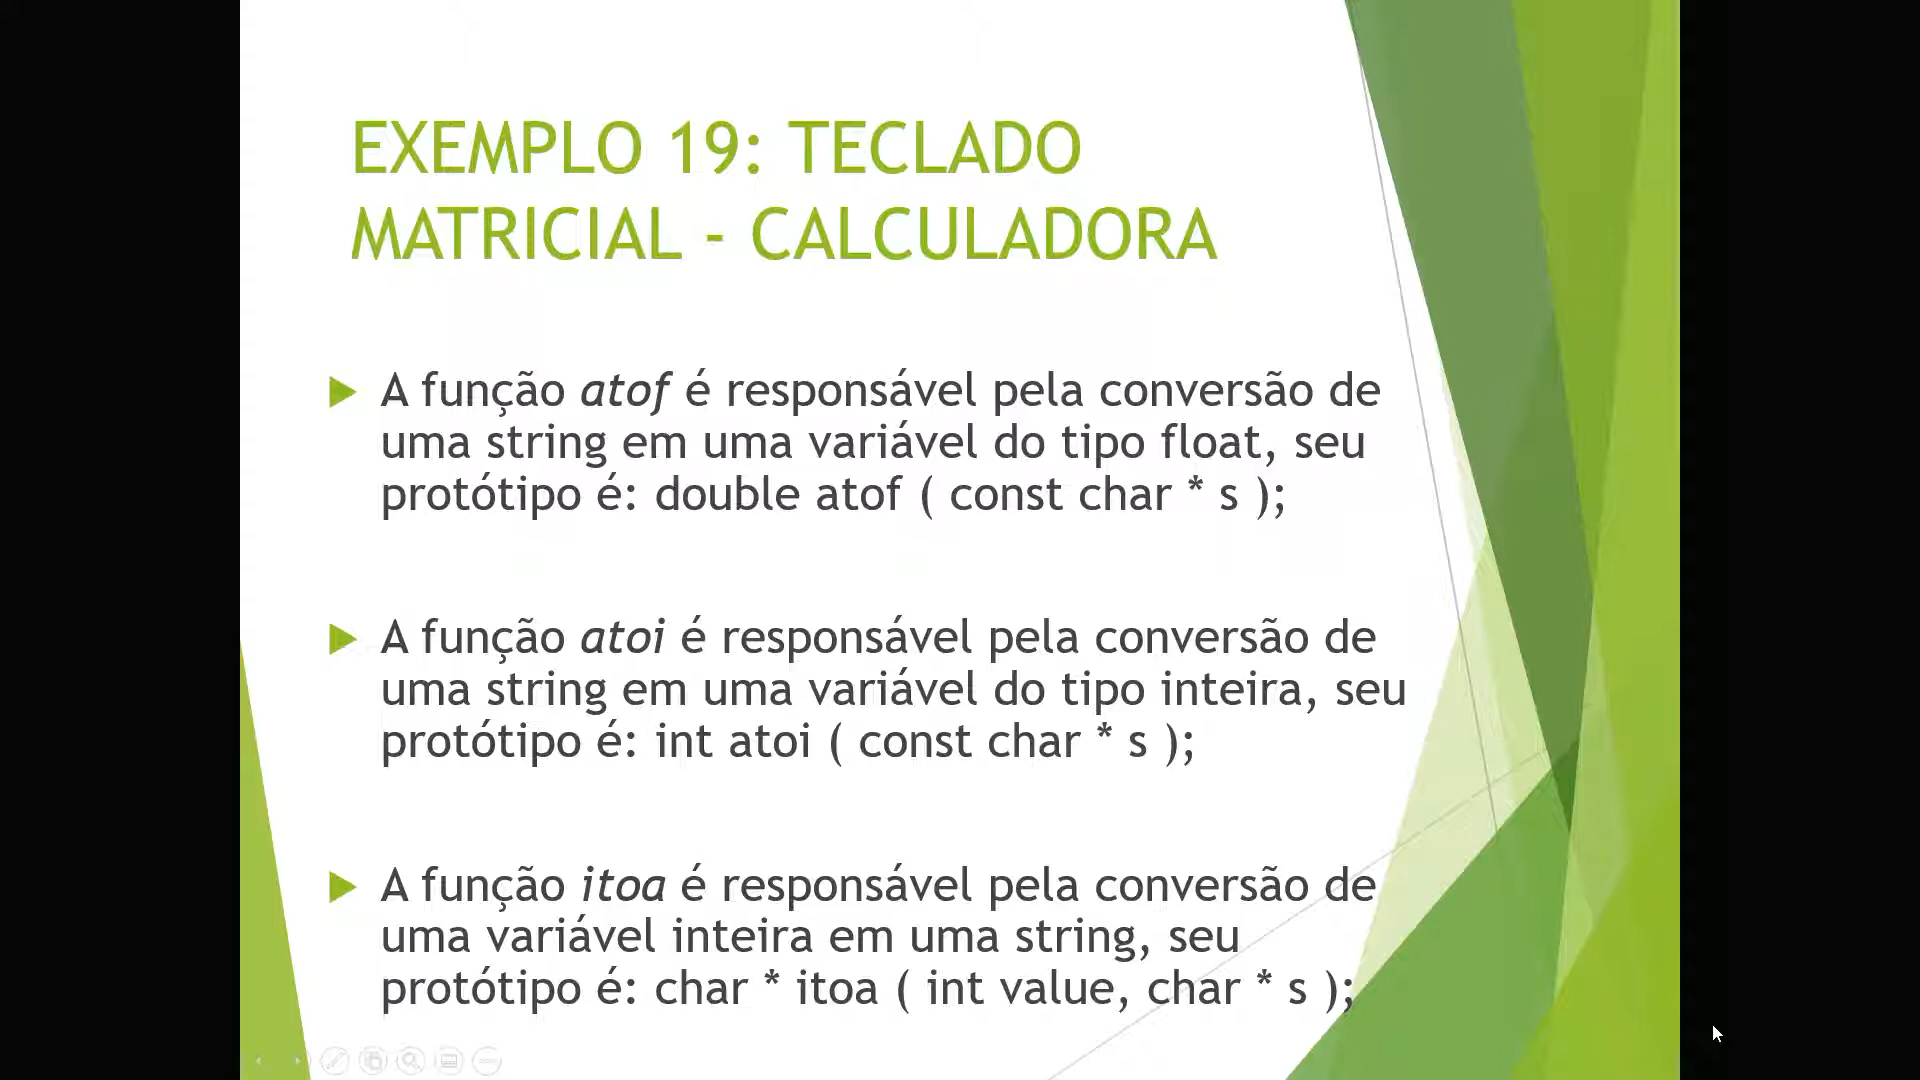 EXEMPLO 19: TECLADO
MATRICIAL - CALCULADORA
A função atof é responsável pela conversão de
uma string em uma variável do tipo float, seu
protótipo é: double atof ( const char * s );
A função atoi é responsável pela conversão de
uma string em uma variável do tipo inteira, seu
protótipo é: int atoi ( const char * s );
A função itoa é responsável pela conversão de
uma variável inteira em uma string, seu
protótipo é: char * itoa ( int value, char * s );